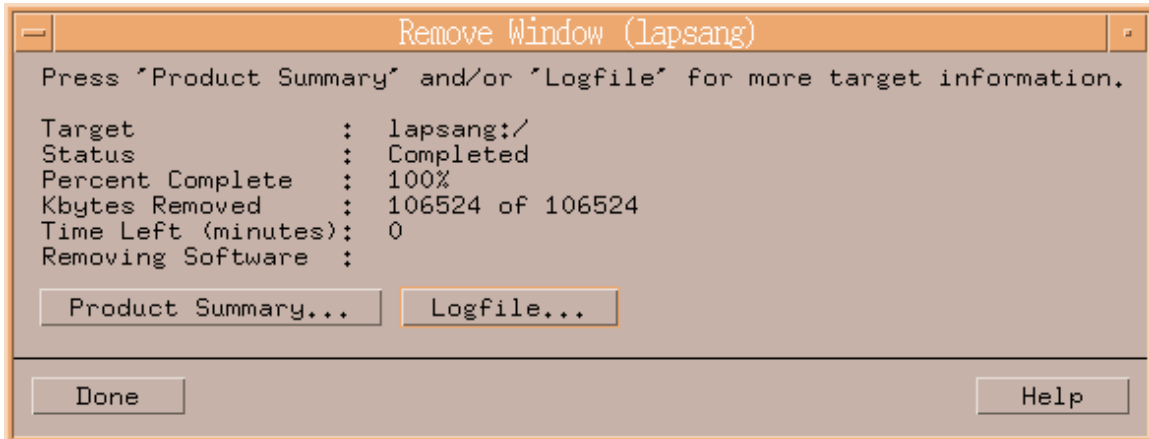 Remove Window (lapsang)
Press ´Product Summary´ and/or ´Logfile´ for more target information.
Target : lapsang:/
Status : Completed
Percent Complete : 100%
Kbytes Removed : 106524 of 106524
Time Left (minutes): 0
Removing Software :
Product Summary... Logfile...
Done Help